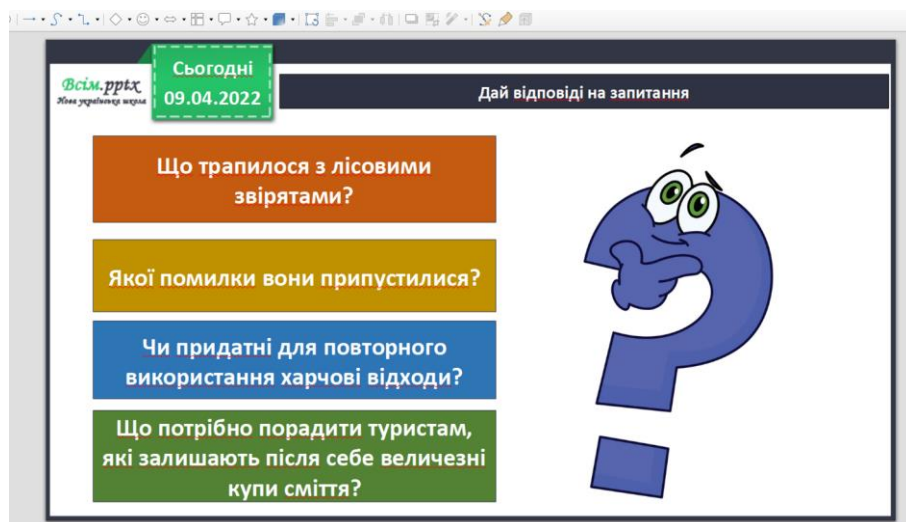 Всім.pptx
Нова українська школа
Сьогодні
09.04.2022
Дай відповіді на запитання
Що трапилося з лісовими
звірятами?
Якої помилки вони припустилися?
Чи придатні для повторного
використання харчові відходи?
Що потрібно порадити туристам,
які залишають після себе величезні
купи сміття?